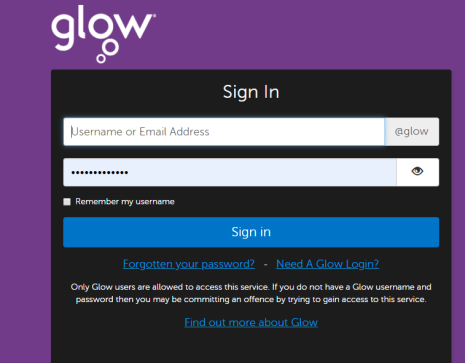 glow
Sign In
Username or Email Address
@glow
•••••••••••••
Remember my username
Sign in
Forgotten your password? - Need A Glow Login?
Only Glow users are allowed to access this service. If you do not have a Glow username and
password then you may be committing an offence by trying to gain access to this service.
Find out more about Glow